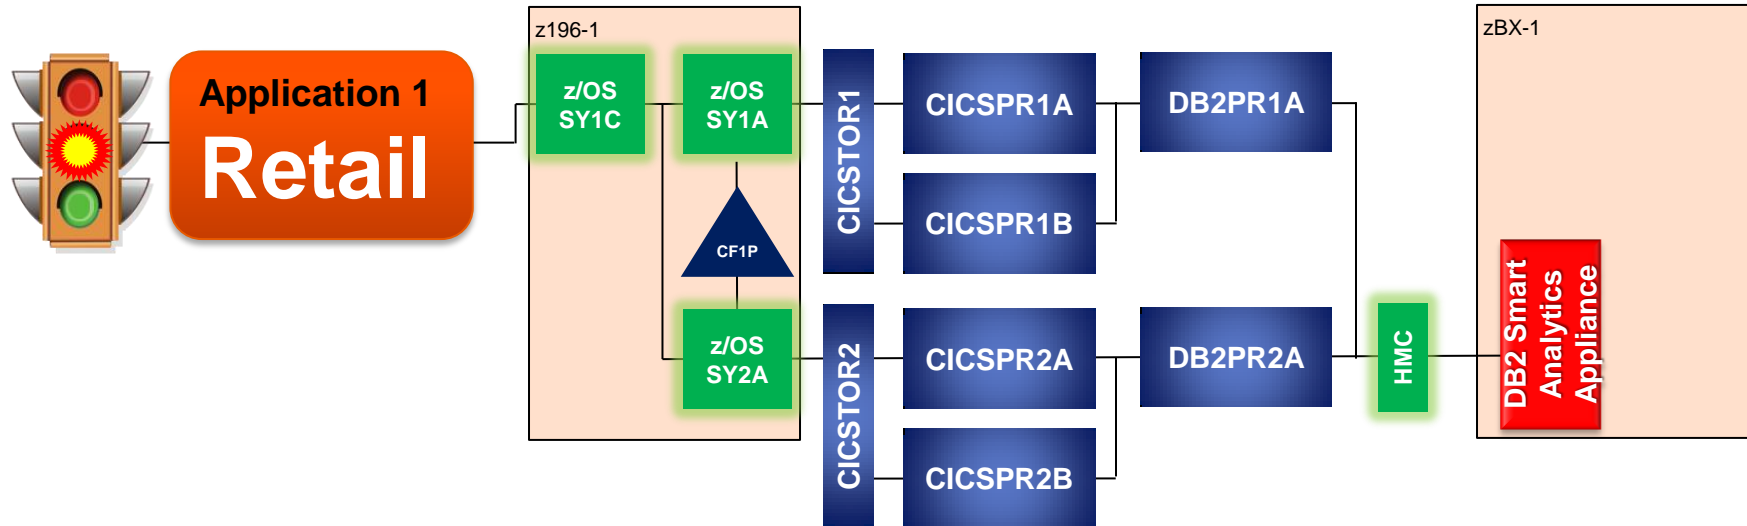 z196-1
zBX-1
Application 1
Retail
z/OS
SY1C
z/OS
SY1A
CF1P
z/OS
SY2A
CICSTOR1
CICSPR1A
CICSPR1B
DB2PR1A
CICSTOR2
CICSPR2A
CICSPR2B
DB2PR2A
HMC
DB2 Smart
Analytics
Appliance